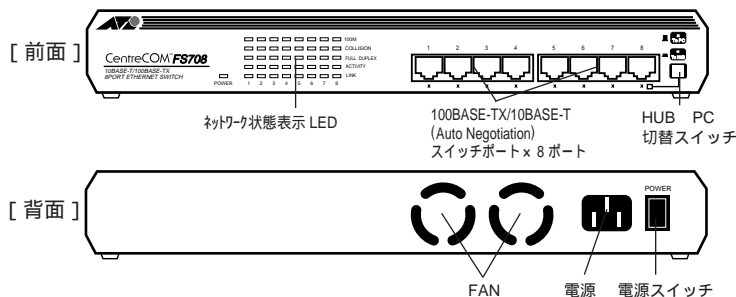 [ 前面 ]
CentreCOM FS708
10BASE-T/100BASE-TX
8PORT ETHERNET SWITCH
POWER
100M
COLLISION
FULL DUPLEX
ACTIVITY
LINK
1 2 3 4 5 6 7 8
1 2 3 4 5 6 7 8
x x x x x x x x
ﾈｯﾄﾜｰｸ状態表示 LED
100BASE-TX/10BASE-T
(Auto Negotiation)
スイッチポート x 8 ポート
HUB PC
切替スイッチ
[ 背面 ]
POWER
FAN
電源
電源スイッチ